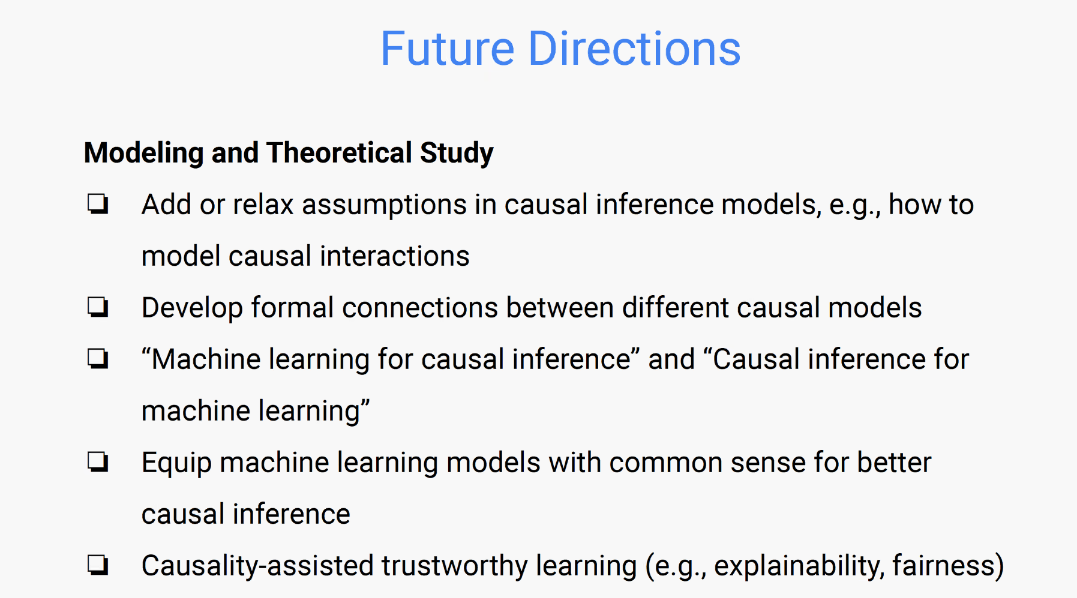 Future Directions
Modeling and Theoretical Study
❏ Add or relax assumptions in causal inference models, e.g., how to
model causal interactions
❏ Develop formal connections between different causal models
❏ “Machine learning for causal inference” and “Causal inference for
machine learning”
❏ Equip machine learning models with common sense for better
causal inference
❏ Causality-assisted trustworthy learning (e.g., explainability, fairness)